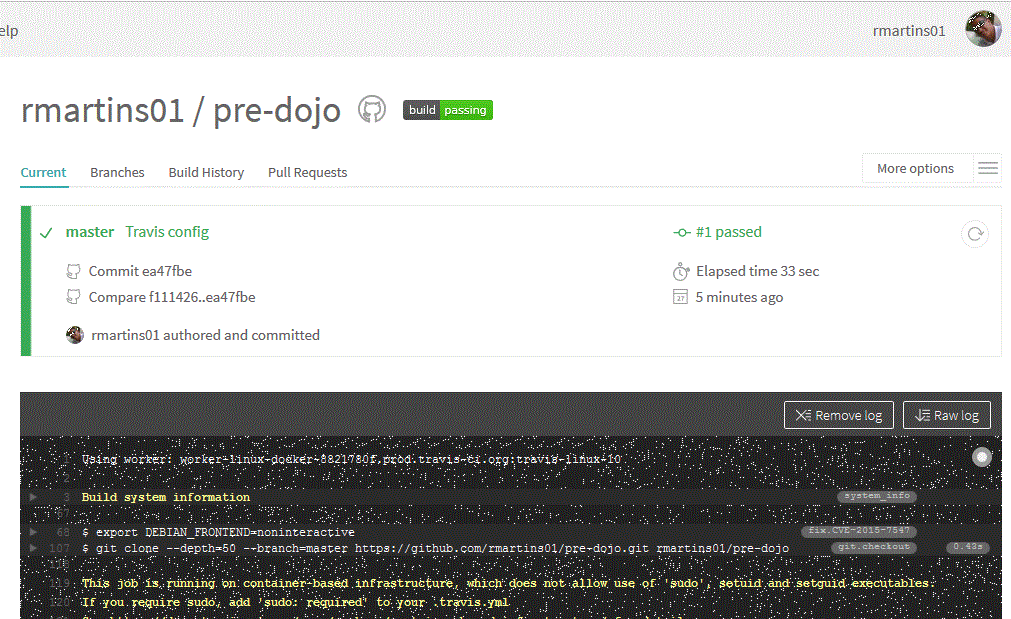 elp
rmartins01
rmartins01 / pre-dojo build passing
Current Branches Build History Pull Requests More options
master Travis config #1 passed
Commit ea47fbe Elapsed time 33 sec
Compare f111426..ea47fbe 27 5 minutes ago
rmartins01 authored and committed
Remove log Raw log
1 Using worker: worker-linux-docker-8821780f.prod.travis-ci.org:travis-linux-10
2
3 Build system information system_info
67
68 $ export DEBIAN_FRONTEND=noninteractive fix.CVE-2015-7547
107 $ git clone --depth=50 --branch=master https://github.com/rmartins01/pre-dojo.git rmartins01/pre-dojo git.checkout 0.43s
118
119 This job is running on container-based infrastructure, which does not allow use of 'sudo', setuid and setguid executables.
120 If you require sudo, add 'sudo: required' to your .travis.yml